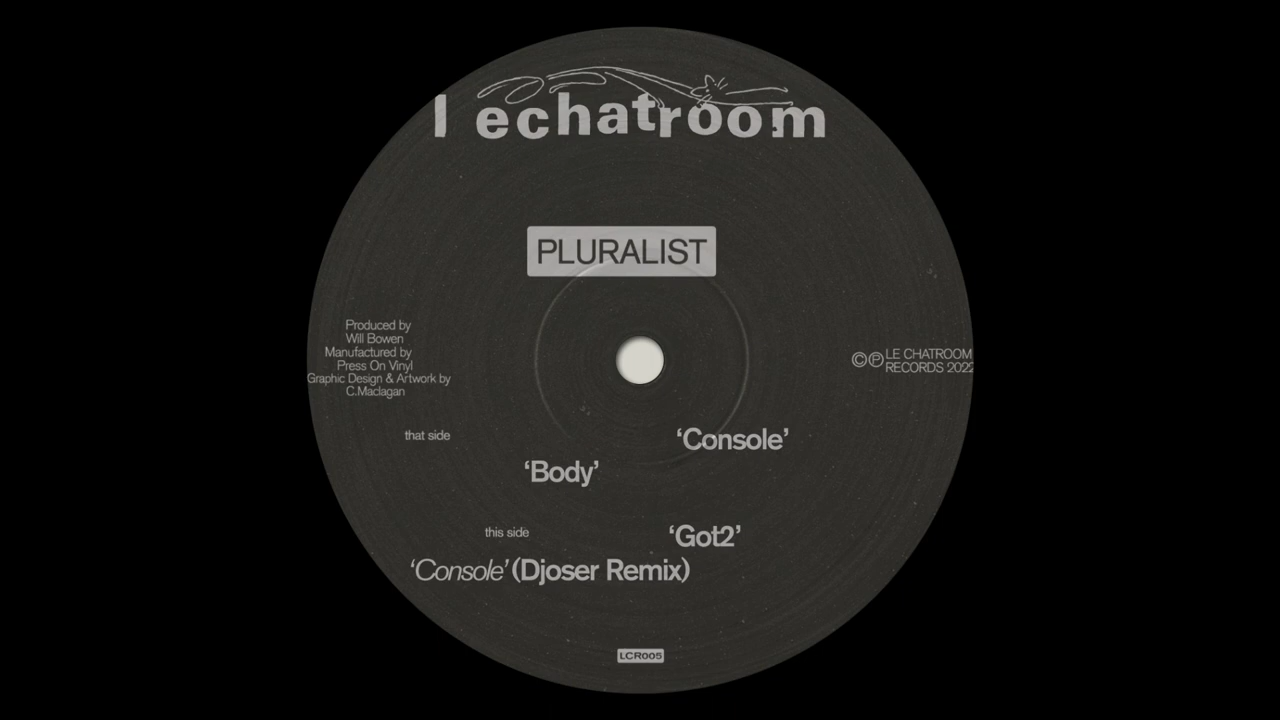 lechatroom
PLURALIST
Produced by
Will Bowen
Manufactured by
Press On Vinyl
Graphic Design & Artwork by
C.Maclagan
©℗ LE CHATROOM
RECORDS 2022
that side
‘Console’
‘Body’
this side
‘Got2’
‘Console’ (Djoser Remix)
LCR005